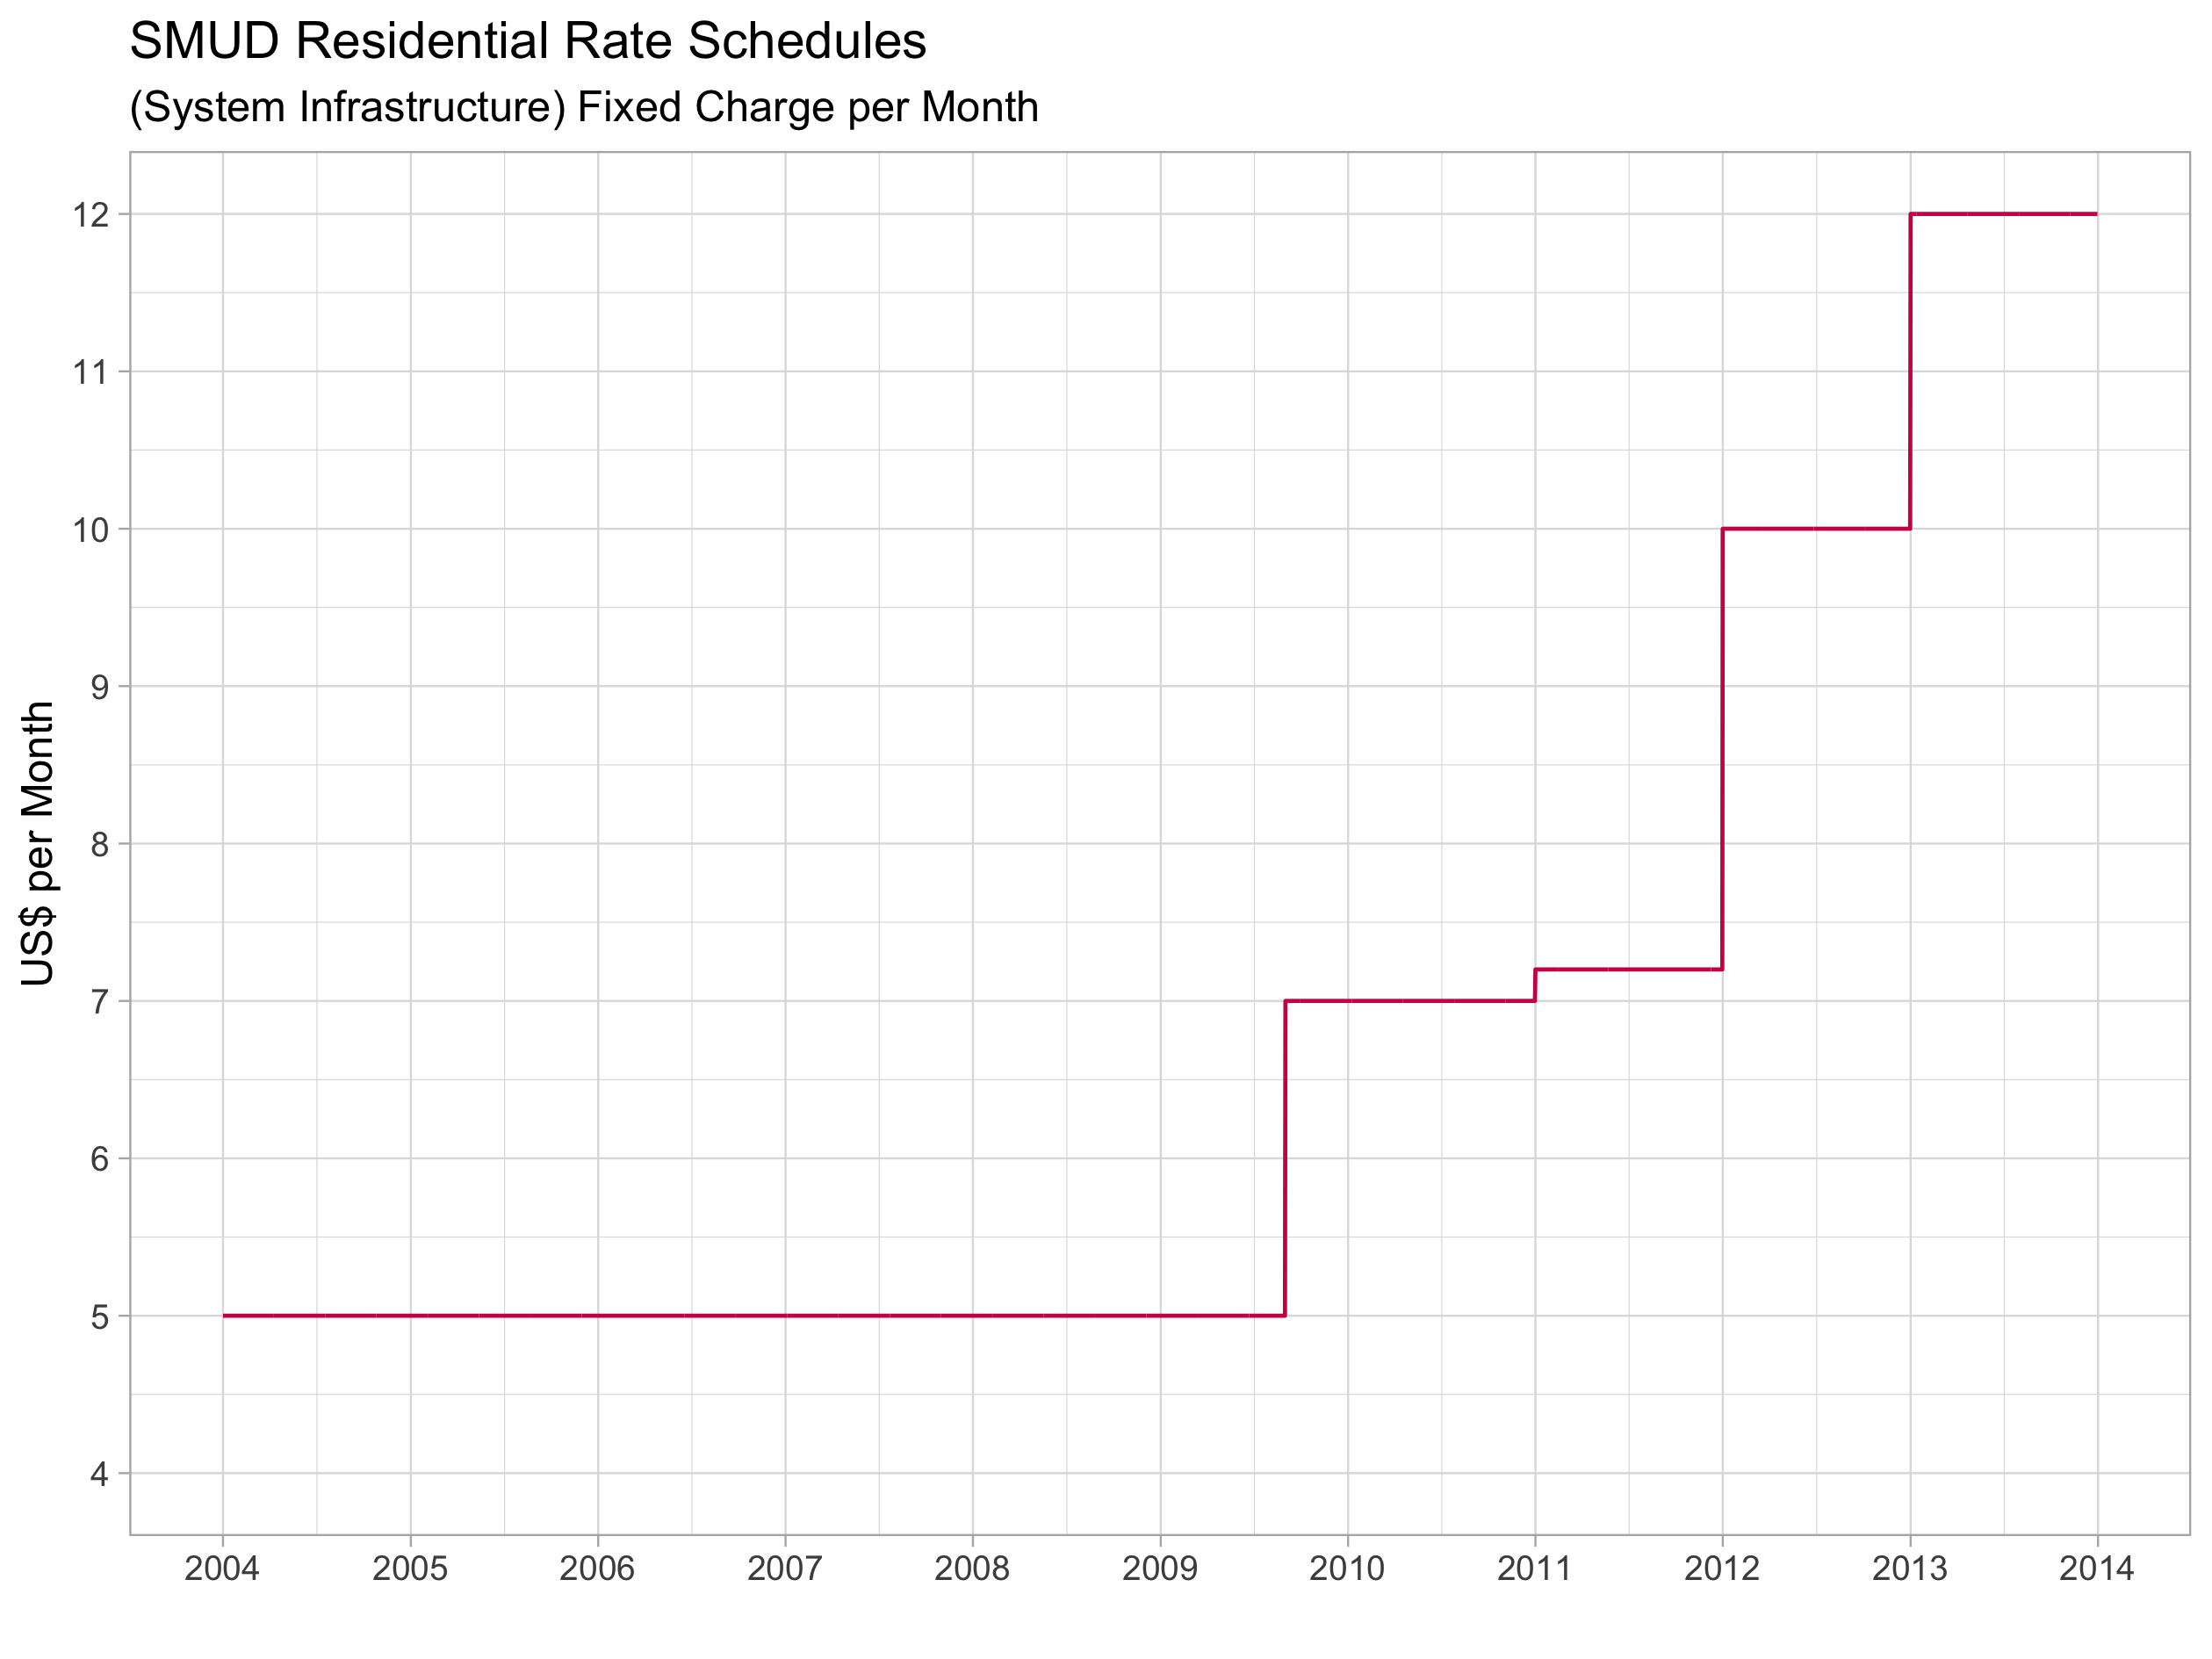 SMUD Residential Rate Schedules
(System Infrastructure) Fixed Charge per Month
US$ per Month
12
11
10
9
8
7
6
5
4
2004 2005 2006 2007 2008 2009 2010 2011 2012 2013 2014